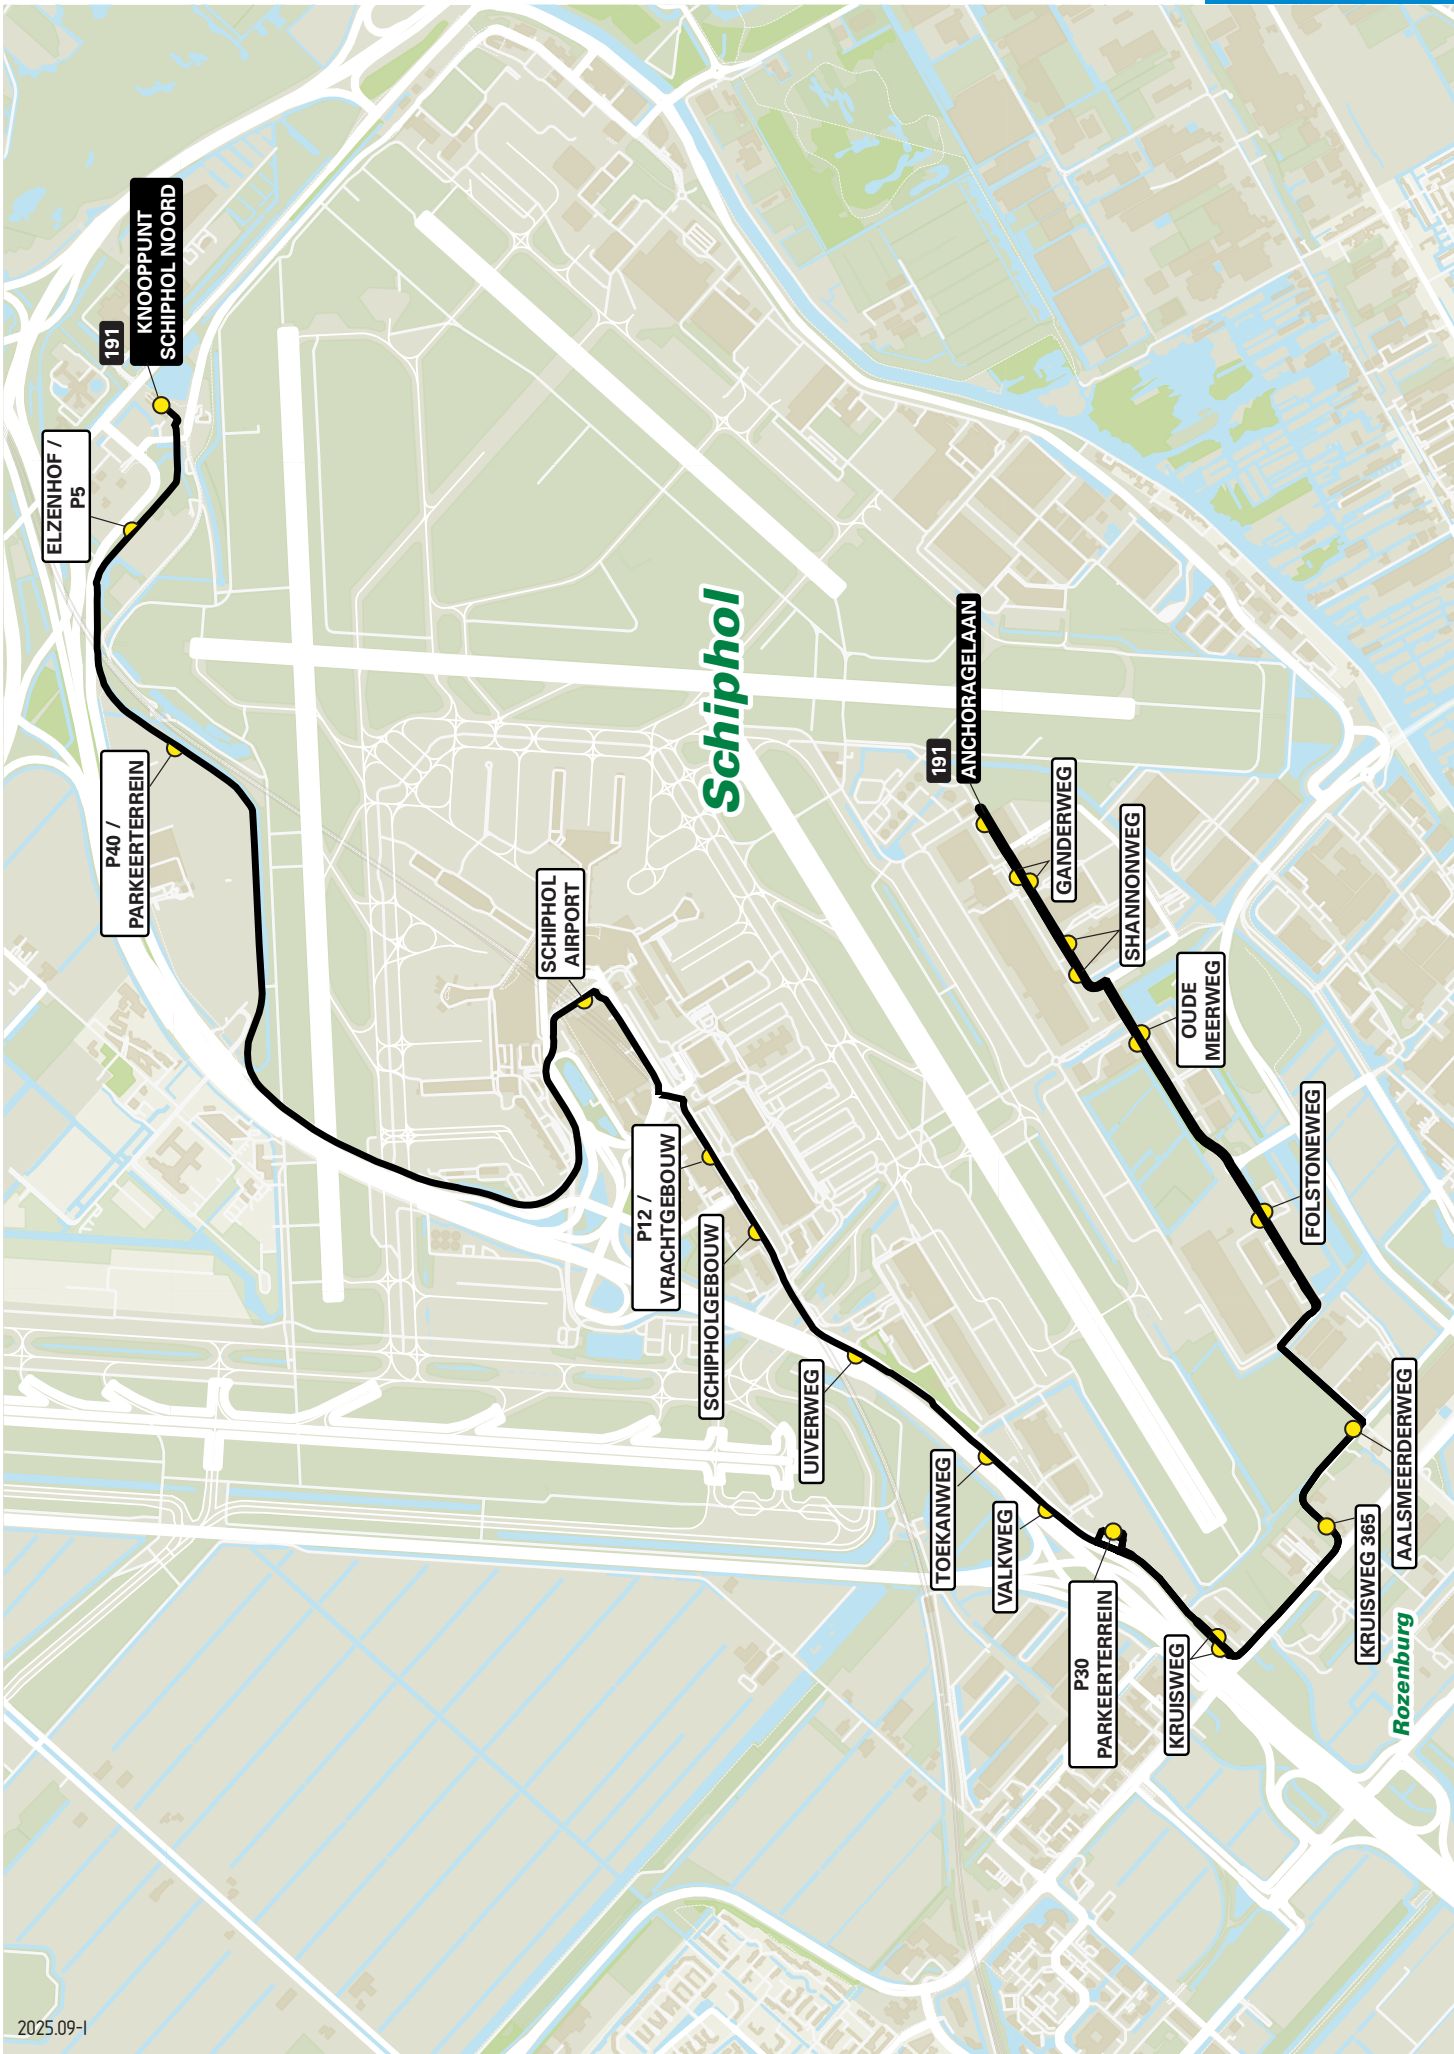 191
KNOOPPUNT
SCHIPHOL NOORD
ELZENHOF /
P5
P40 /
PARKEERTERREIN
SCHIPHOL
AIRPORT
P12 /
VRACHTGEBOUW
SCHIPHOLGEBOUW
UIVERWEG
TOEKANWEG
VALKWEG
P30
PARKEERTERREIN
KRUISWEG
KRUISWEG 365
AALSMEERDERWEG
FOLSTONEWEG
OUDE
MEERWEG
SHANNONWEG
GANDERWEG
191
ANCHORAGELAAN
Schiphol
Rozenburg
2025.09-I